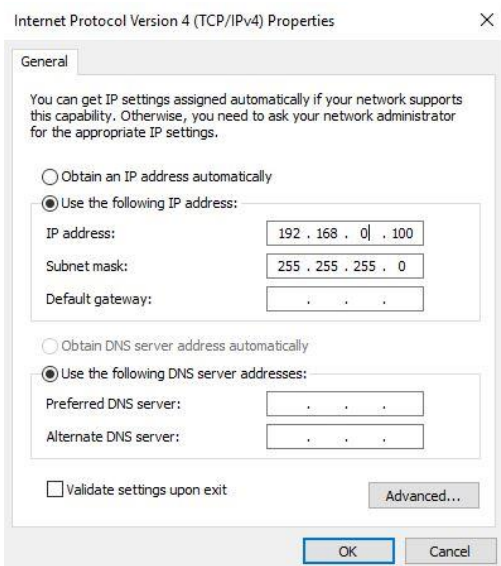 Internet Protocol Version 4 (TCP/IPv4) Properties
General
You can get IP settings assigned automatically if your network supports
this capability. Otherwise, you need to ask your network administrator
for the appropriate IP settings.
Obtain an IP address automatically
Use the following IP address:
IP address: 192 . 168 . 0 . 100
Subnet mask: 255 . 255 . 255 . 0
Default gateway: . . .
Obtain DNS server address automatically
Use the following DNS server addresses:
Preferred DNS server: . . .
Alternate DNS server: . . .
Validate settings upon exit
Advanced...
OK Cancel